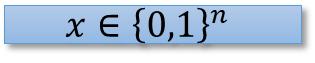 x ∈ {0,1}ⁿ